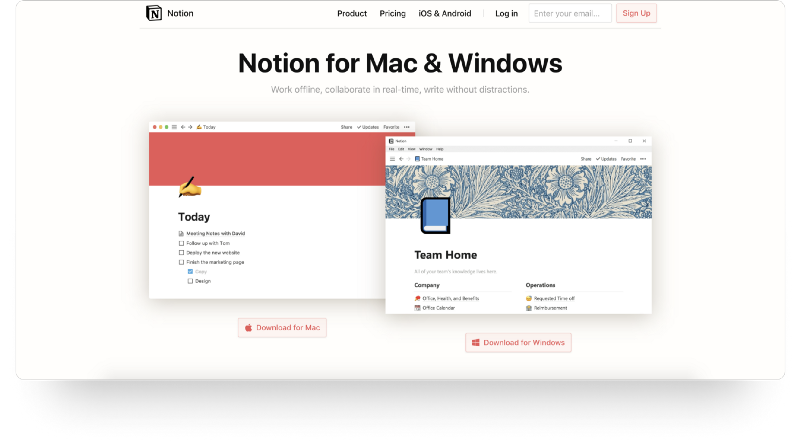 Notion Product Pricing iOS & Android Log in Enter your email... Sign Up
Notion for Mac & Windows
Work offline, collaborate in real-time, write without distractions.
Today Share Updates Favorite •••
Today
Meeting Notes with David
Follow up with Tom
Deploy the new website
Finish the marketing page
Copy
Design
Download for Mac
Notion
File Edit View Window Help
Team Home Share Updates Favorite •••
Team Home
All of your team's knowledge lives here.
Company Operations
Office, Health, and Benefits Requested Time off
Office Calendar Reimbursement
Download for Windows